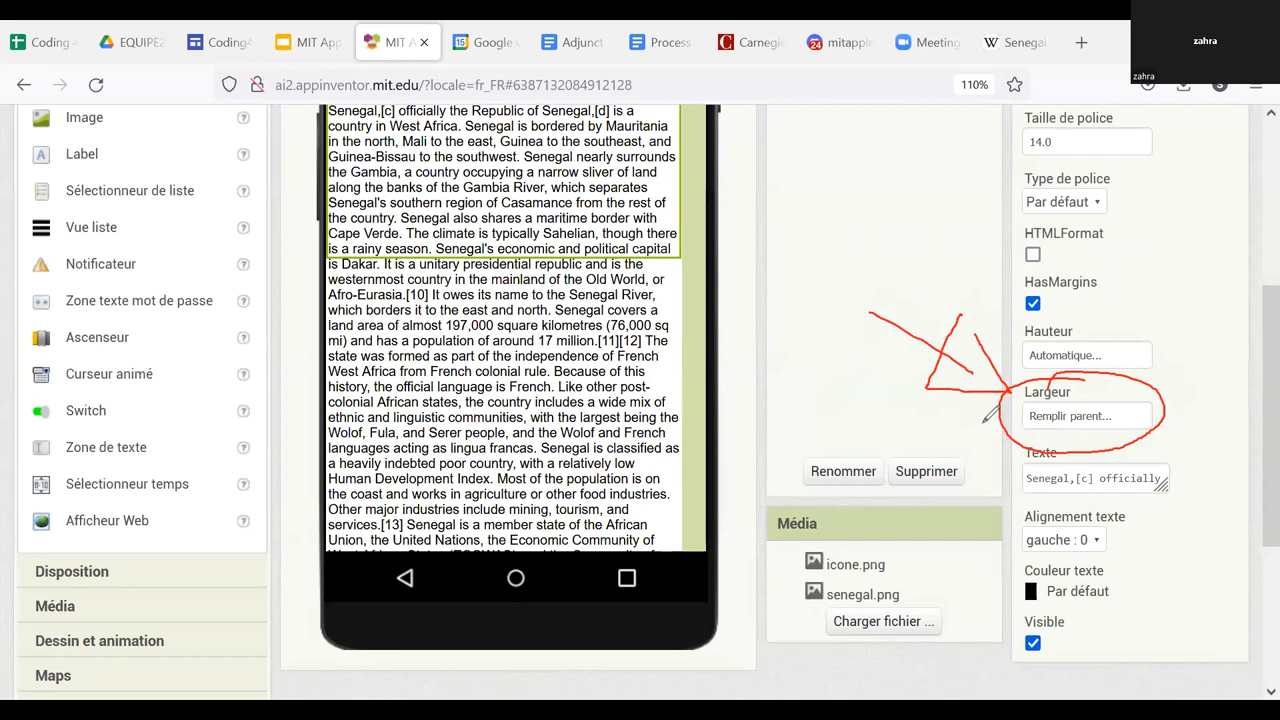 zahra
zahra
Coding
EQUIPE2
Coding4
MIT App
MIT A
Google
Adjunct
Process
Carnegie
mitappin
Meeting
Senegal
ai2.appinventor.mit.edu/?locale=fr_FR#6387132084912128
110%
Image
Label
Sélectionneur de liste
Vue liste
Notificateur
Zone texte mot de passe
Ascenseur
Curseur animé
Switch
Zone de texte
Sélectionneur temps
Afficheur Web
Disposition
Média
Dessin et animation
Maps
Senegal,[c] officially the Republic of Senegal,[d] is a
country in West Africa. Senegal is bordered by Mauritania
in the north, Mali to the east, Guinea to the southeast, and
Guinea-Bissau to the southwest. Senegal nearly surrounds
the Gambia, a country occupying a narrow sliver of land
along the banks of the Gambia River, which separates
Senegal's southern region of Casamance from the rest of
the country. Senegal also shares a maritime border with
Cape Verde. The climate is typically Sahelian, though there
is a rainy season. Senegal's economic and political capital
is Dakar. It is a unitary presidential republic and is the
westernmost country in the mainland of the Old World, or
Afro-Eurasia.[10] It owes its name to the Senegal River,
which borders it to the east and north. Senegal covers a
land area of almost 197,000 square kilometres (76,000 sq
mi) and has a population of around 17 million.[11][12] The
state was formed as part of the independence of French
West Africa from French colonial rule. Because of this
history, the official language is French. Like other post-
colonial African states, the country includes a wide mix of
ethnic and linguistic communities, with the largest being the
Wolof, Fula, and Serer people, and the Wolof and French
languages acting as lingua francas. Senegal is classified as
a heavily indebted poor country, with a relatively low
Human Development Index. Most of the population is on
the coast and works in agriculture or other food industries.
Other major industries include mining, tourism, and
services.[13] Senegal is a member state of the African
Union, the United Nations, the Economic Community of
Renommer
Supprimer
Média
icone.png
senegal.png
Charger fichier ...
Taille de police
14.0
Type de police
Par défaut
HTMLFormat
HasMargins
Hauteur
Automatique...
Largeur
Remplir parent...
Texte
Senegal,[c] officially
Alignement texte
gauche : 0
Couleur texte
Par défaut
Visible